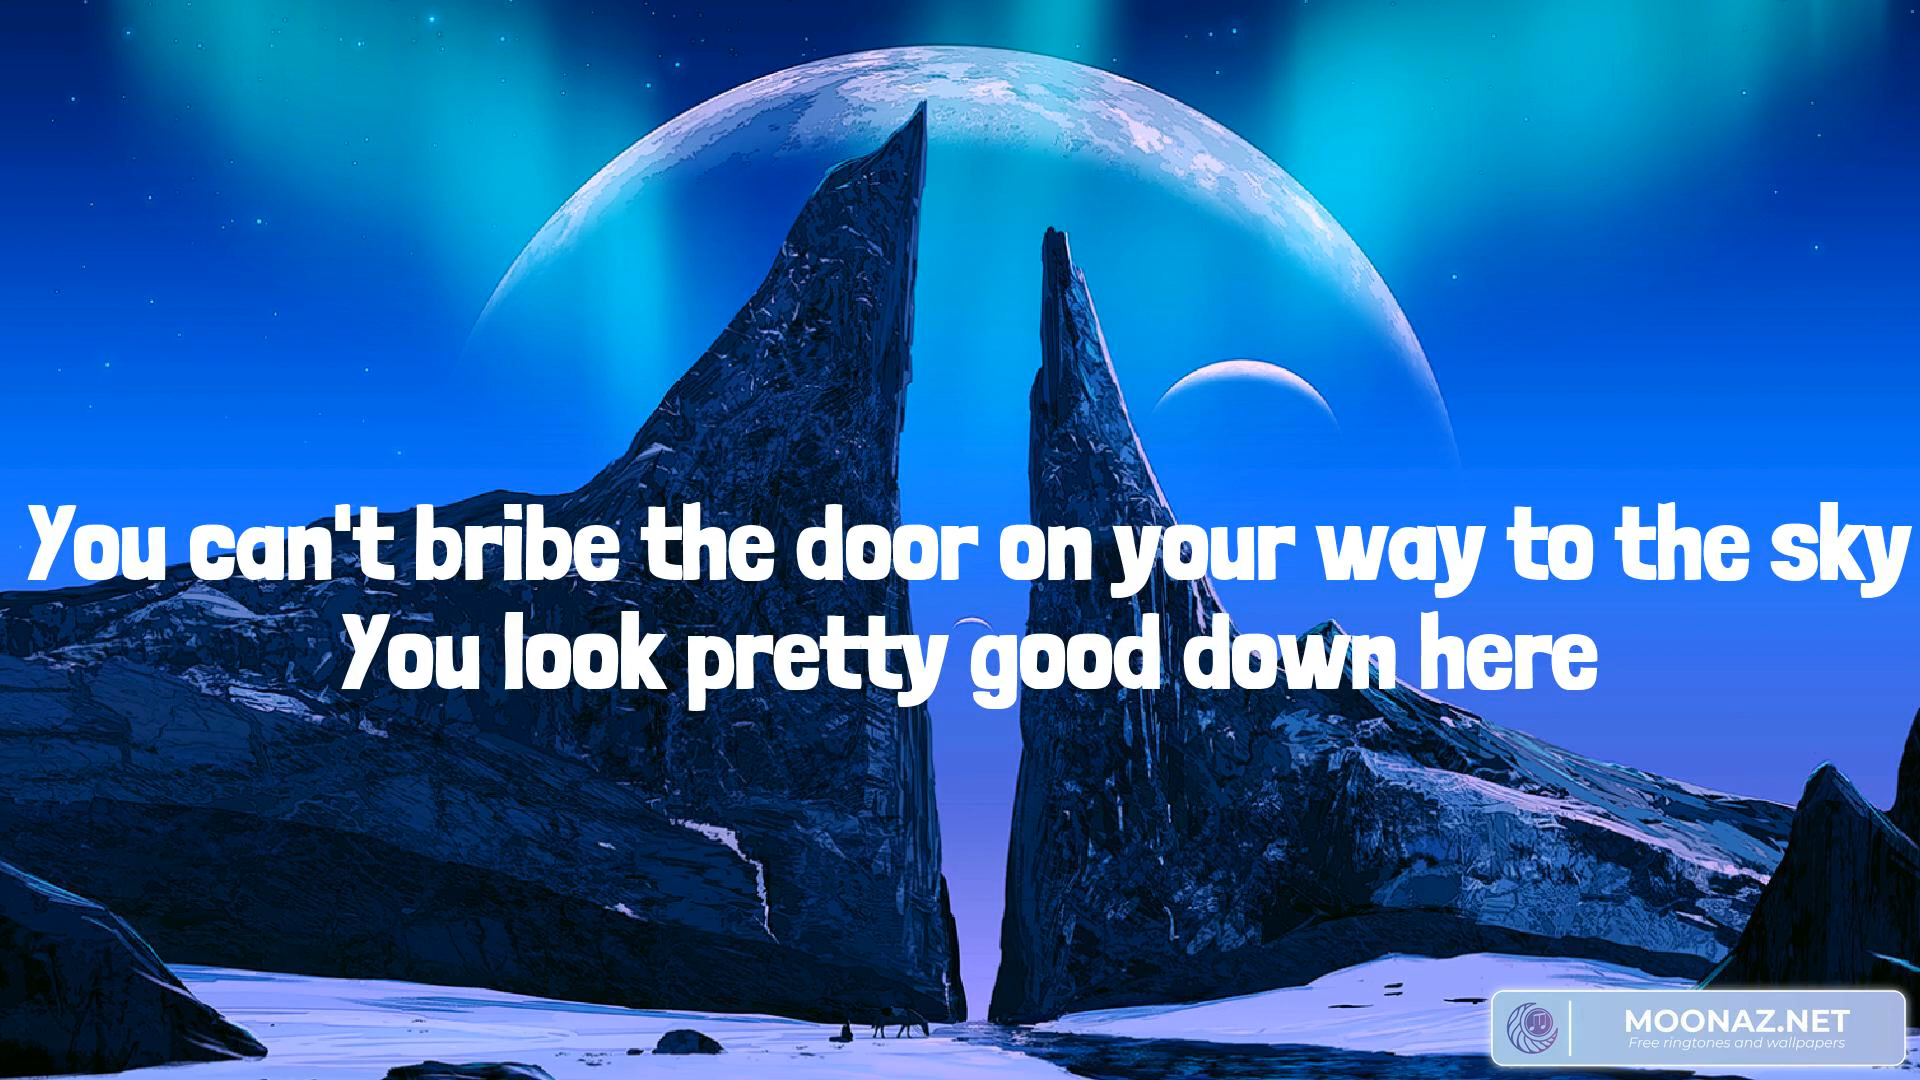 You can't bribe the door on your way to the sky
You look pretty good down here
MOONAZ.NET
Free ringtones and wallpapers